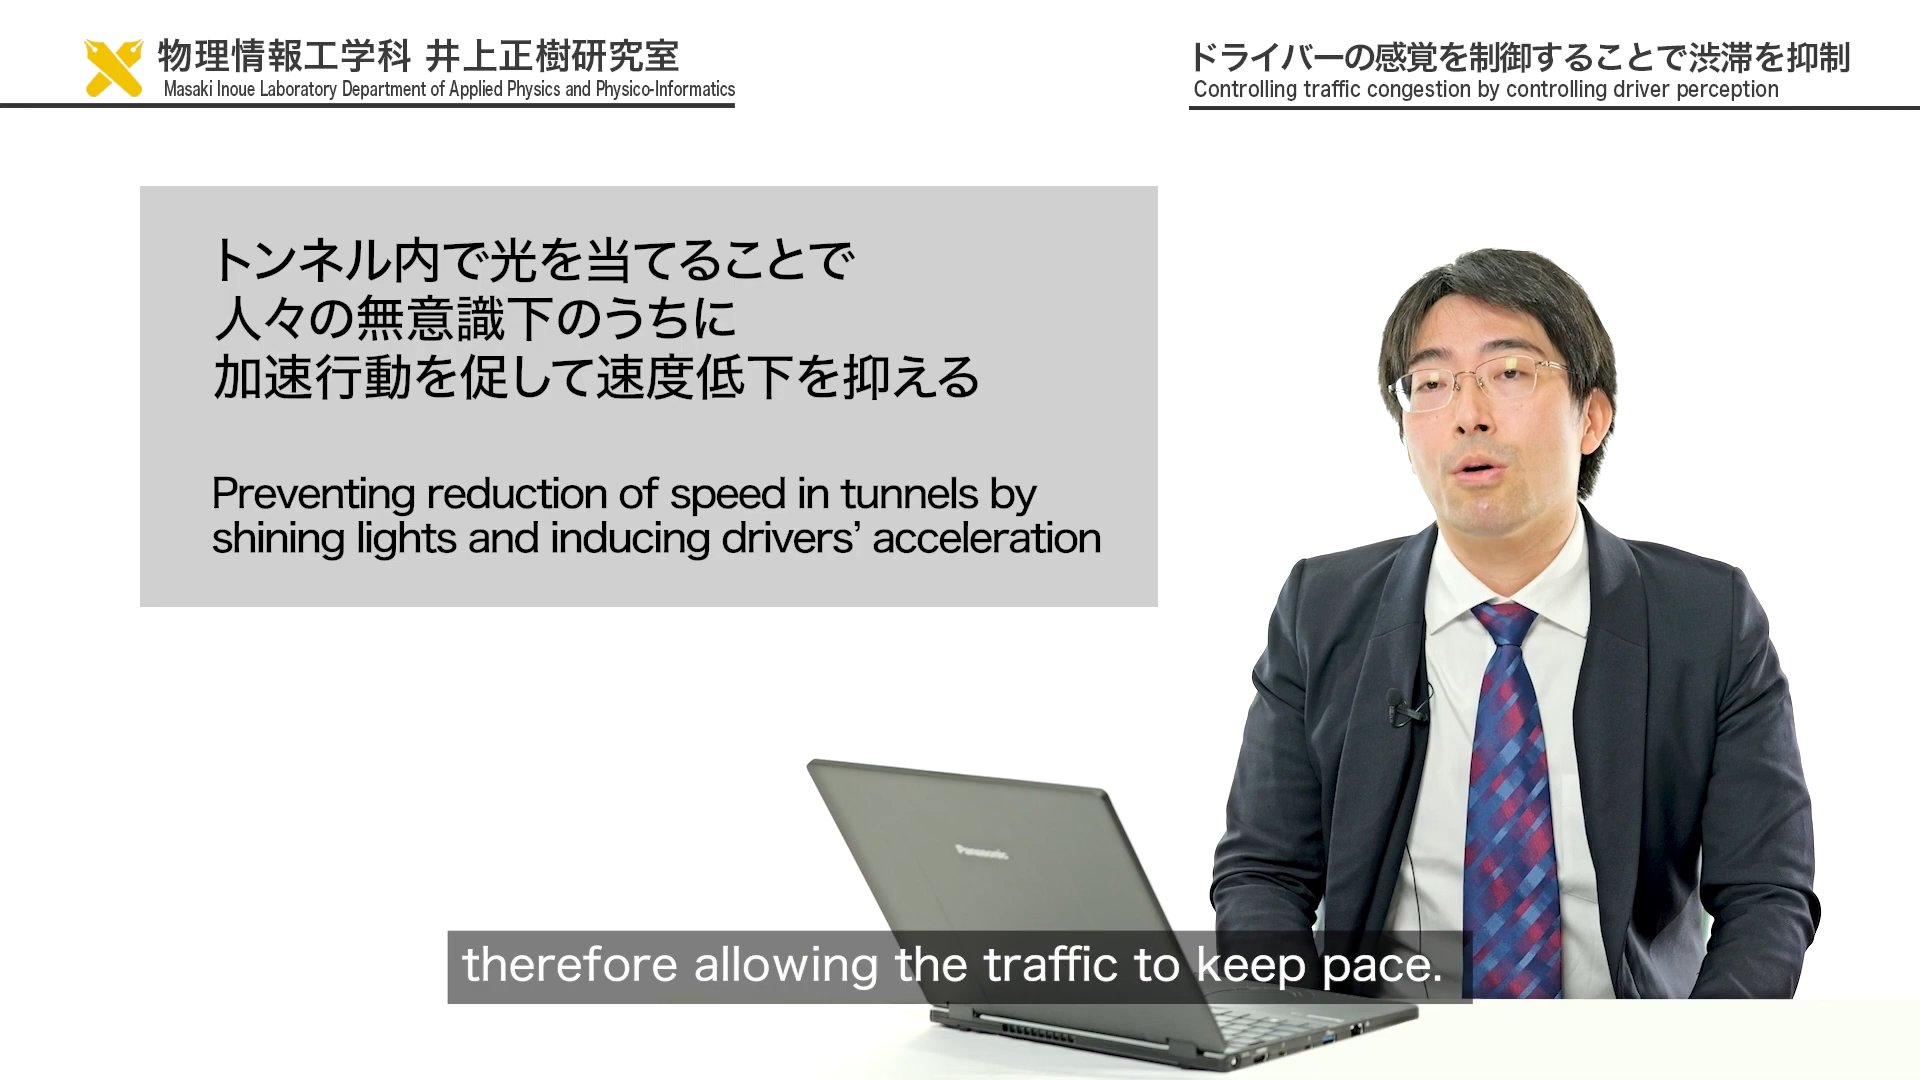 物理情報工学科 井上正樹研究室
Masaki Inoue Laboratory Department of Applied Physics and Physico-Informatics
ドライバーの感覚を制御することで渋滞を抑制
Controlling traffic congestion by controlling driver perception
トンネル内で光を当てることで
人々の無意識下のうちに
加速行動を促して速度低下を抑える
Preventing reduction of speed in tunnels by
shining lights and inducing drivers’ acceleration
Panasonic
therefore allowing the traffic to keep pace.